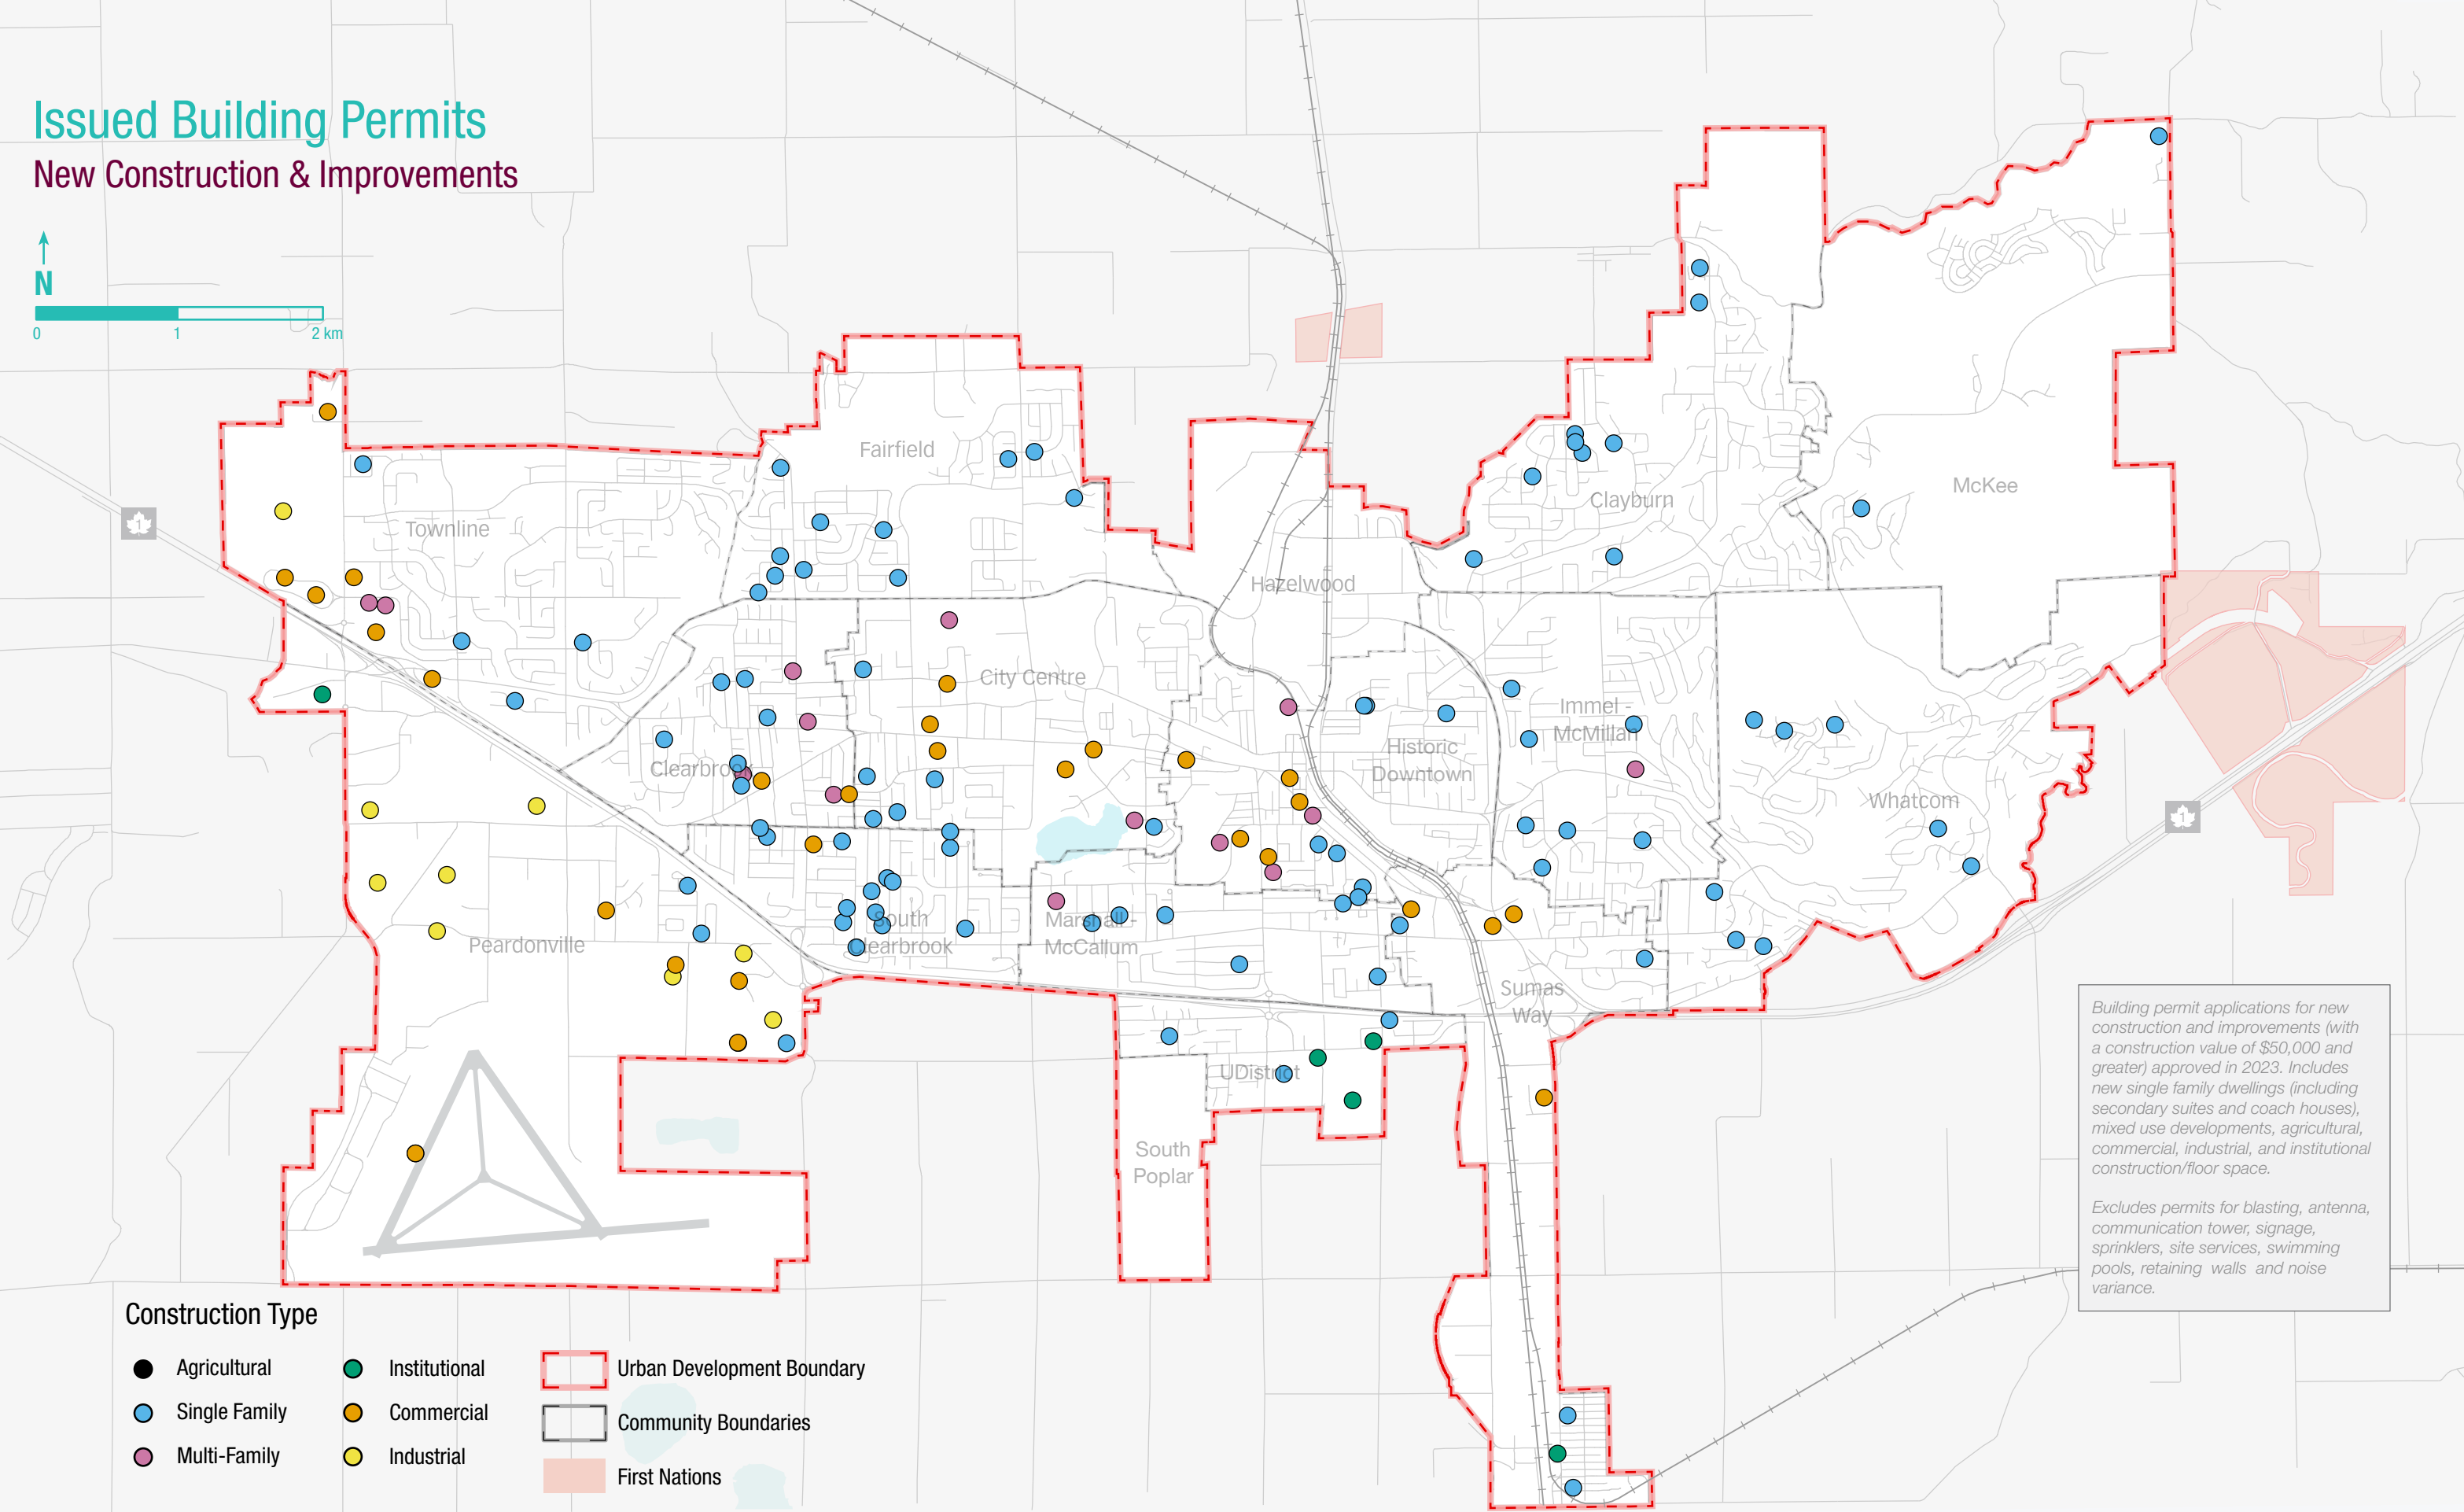 Issued Building Permits
New Construction & Improvements
N
0 1 2 km
1
Fairfield
Townline
Clayburn
McKee
Hazelwood
City Centre
Immel -
McMillan
Historic
Downtown
Clearbrook
Whatcom
1
South
Clearbrook
Marshall -
McCallum
Peardonville
Sumas
Way
UDistrict
South
Poplar
Building permit applications for new
construction and improvements (with
a construction value of $50,000 and
greater) approved in 2023. Includes
new single family dwellings (including
secondary suites and coach houses),
mixed use developments, agricultural,
commercial, industrial, and institutional
construction/floor space.
Excludes permits for blasting, antenna,
communication tower, signage,
sprinklers, site services, swimming
pools, retaining walls and noise
variance.
Construction Type
Agricultural
Single Family
Multi-Family
Institutional
Commercial
Industrial
Urban Development Boundary
Community Boundaries
First Nations